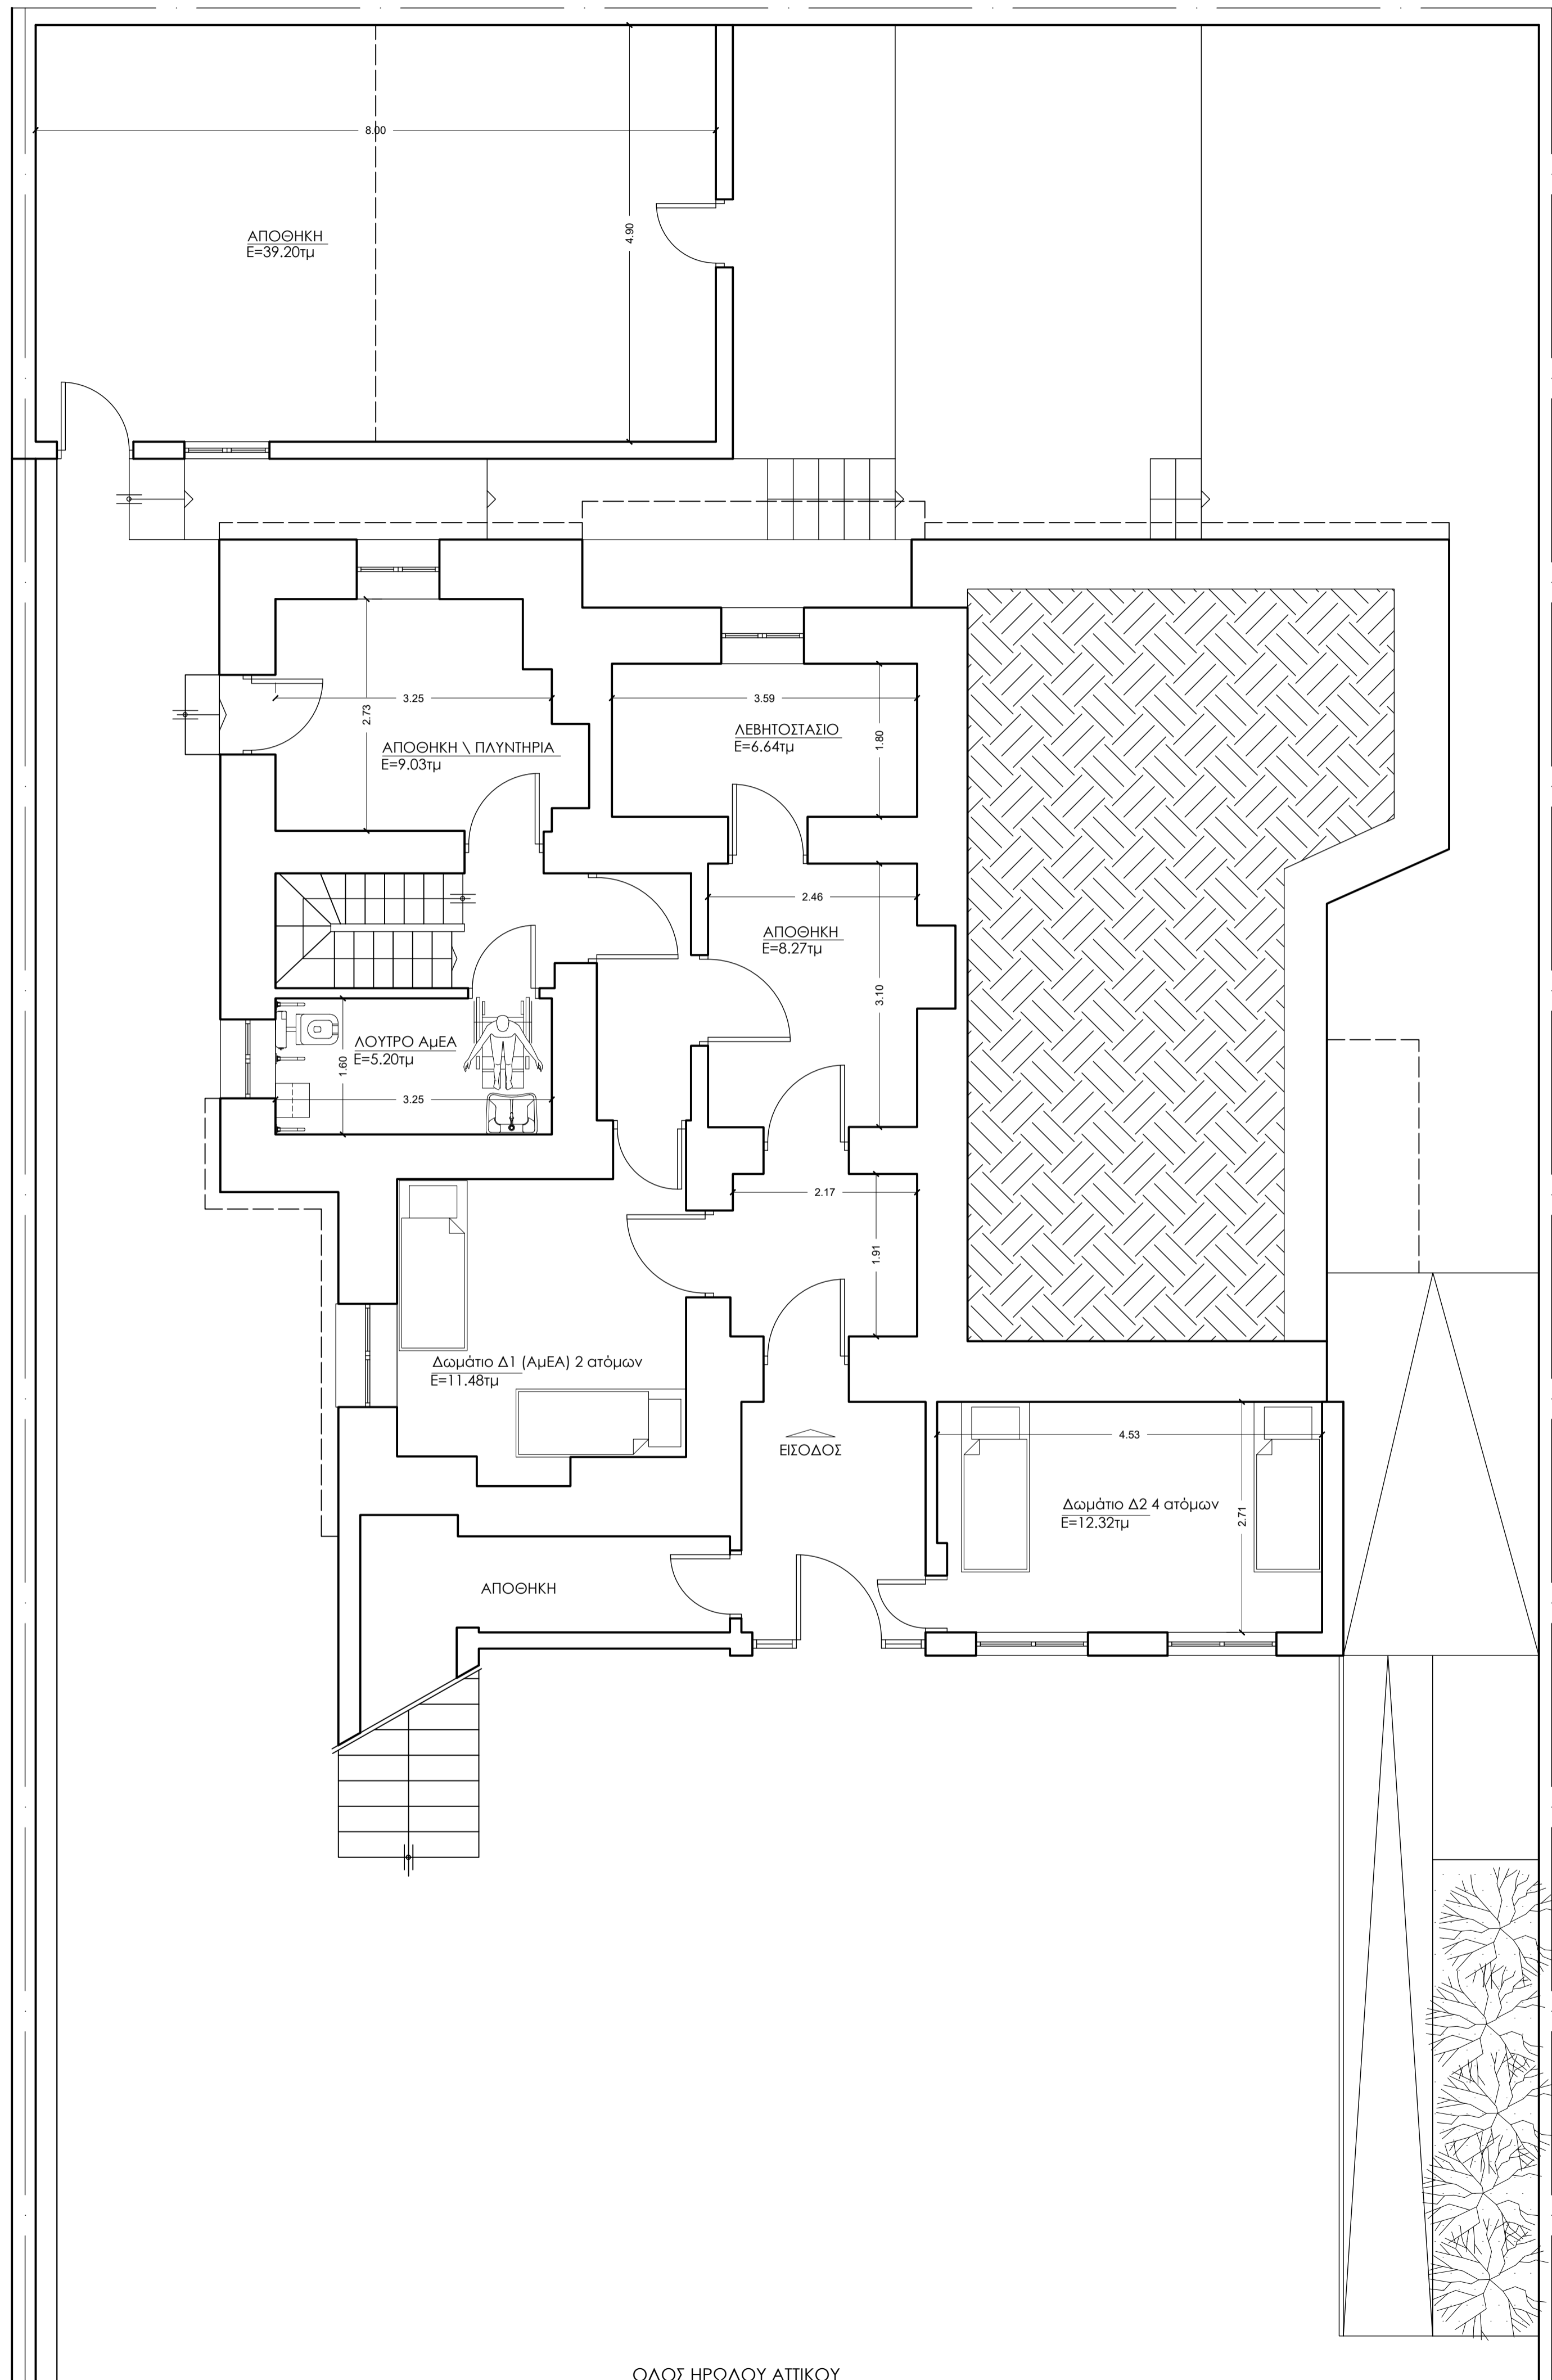 8.00
4.90
ΑΠΟΘΗΚΗ
Ε=39.20τμ
3.25
2.73
ΑΠΟΘΗΚΗ \ ΠΛΥΝΤΗΡΙΑ
Ε=9.03τμ
3.59
ΛΕΒΗΤΟΣΤΑΣΙΟ
Ε=6.64τμ
1.80
2.46
ΑΠΟΘΗΚΗ
Ε=8.27τμ
3.10
ΛΟΥΤΡΟ ΑμΕΑ
Ε=5.20τμ
1.60
3.25
2.17
1.91
Δωμάτιο Δ1 (ΑμΕΑ) 2 ατόμων
Ε=11.48τμ
ΕΙΣΟΔΟΣ
4.53
Δωμάτιο Δ2 4 ατόμων
Ε=12.32τμ
2.71
ΑΠΟΘΗΚΗ
ΟΔΟΣ ΗΡΩΔΟΥ ΑΤΤΙΚΟΥ